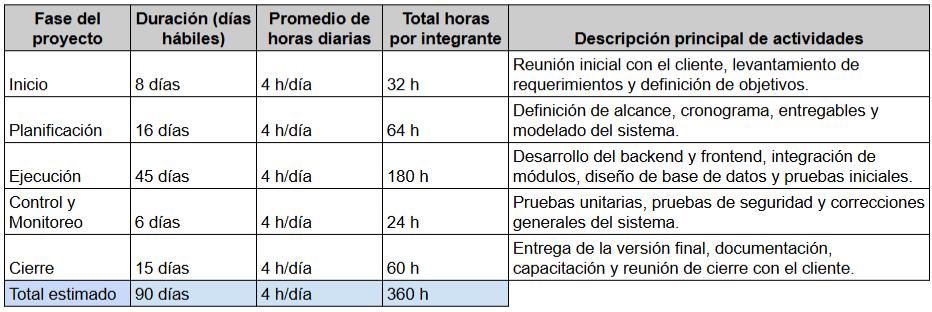 Fase del proyecto | Duración (días hábiles) | Promedio de horas diarias | Total horas por integrante | Descripción principal de actividades
Inicio | 8 días | 4 h/día | 32 h | Reunión inicial con el cliente, levantamiento de requerimientos y definición de objetivos.
Planificación | 16 días | 4 h/día | 64 h | Definición de alcance, cronograma, entregables y modelado del sistema.
Ejecución | 45 días | 4 h/día | 180 h | Desarrollo del backend y frontend, integración de módulos, diseño de base de datos y pruebas iniciales.
Control y Monitoreo | 6 días | 4 h/día | 24 h | Pruebas unitarias, pruebas de seguridad y correcciones generales del sistema.
Cierre | 15 días | 4 h/día | 60 h | Entrega de la versión final, documentación, capacitación y reunión de cierre con el cliente.
Total estimado | 90 días | 4 h/día | 360 h